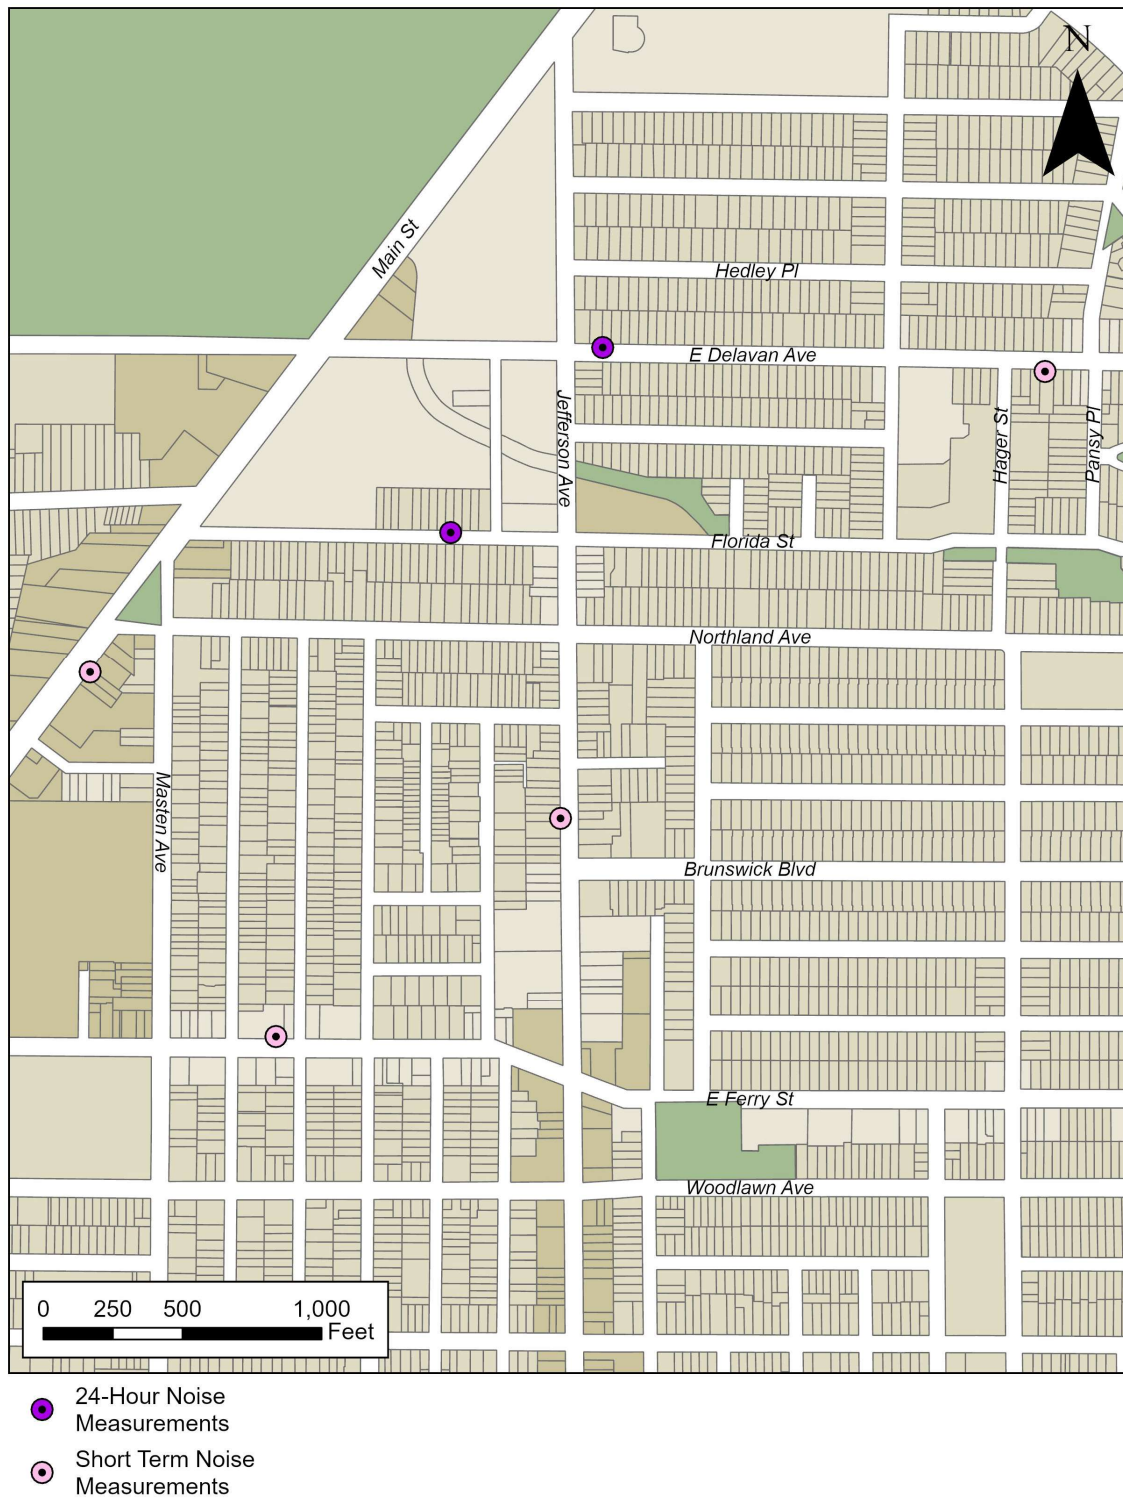 N
Main St
Hedley Pl
E Delavan Ave
Jefferson Ave
Hager St
Pansy Pl
Florida St
Northland Ave
Masten Ave
Brunswick Blvd
E Ferry St
Woodlawn Ave
0 250 500 1,000
Feet
24-Hour Noise
Measurements
Short Term Noise
Measurements